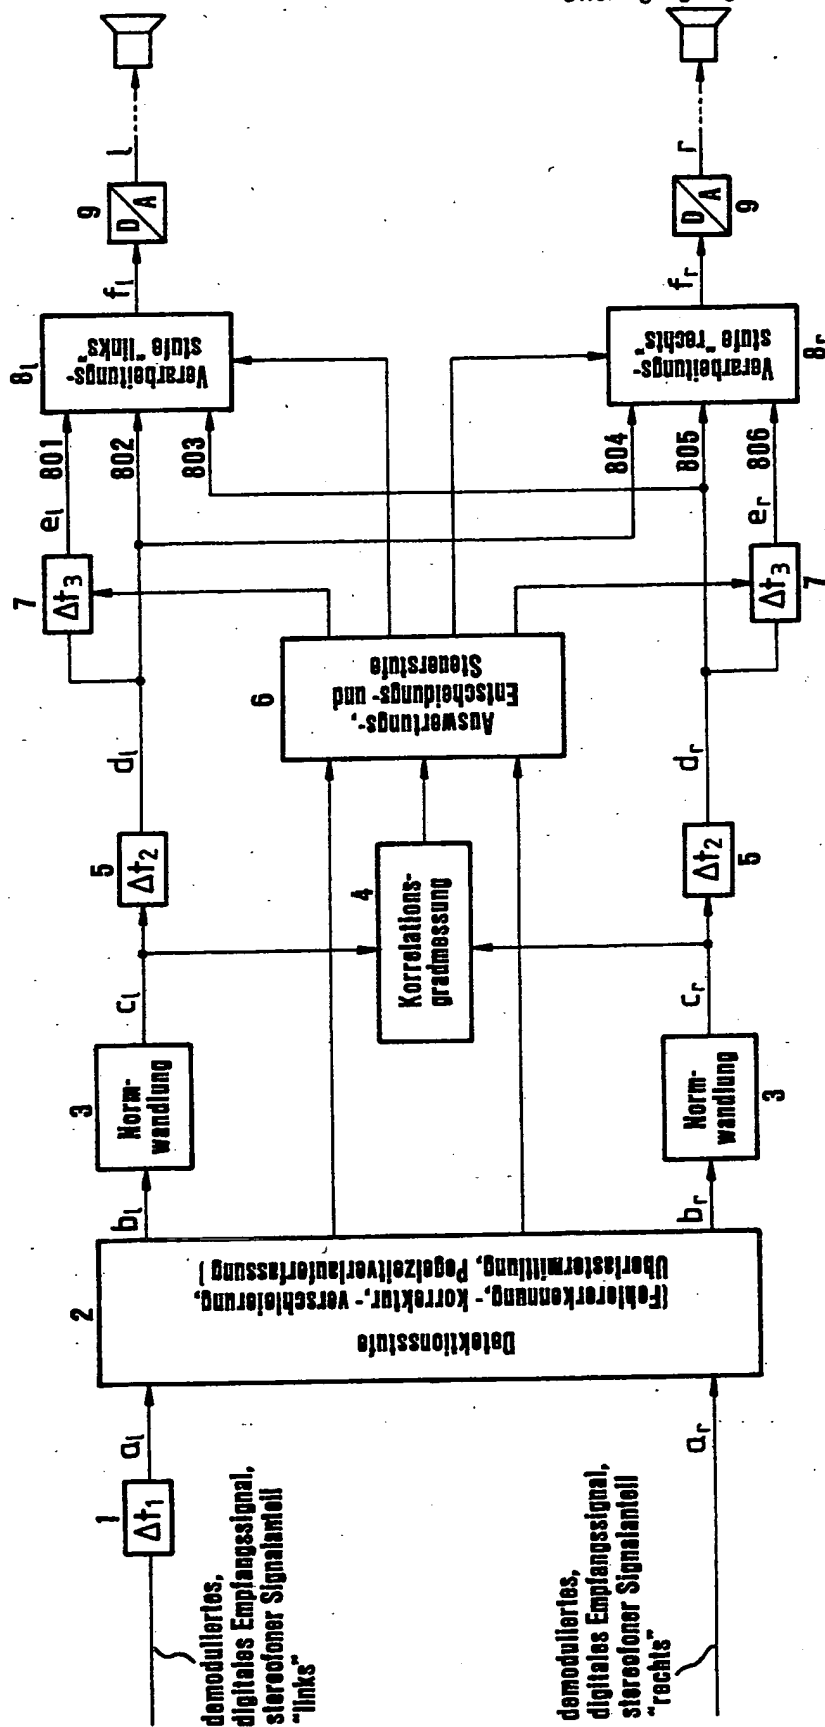 demoduliertes,
digitales Empfangssignal,
stereofoner Signalanteil
"links"
1
Δt₁
aₗ
2
Detektionsstufe
(Fehlererkennung, -korrektur, -verschleierung,
Überlastermittlung, Pegelzeitverlauferfassung)
bₗ
3
Norm-
wandlung
cₗ
5
Δt₂
dₗ
7
Δt₃
eₗ
801
802
803
8ₗ
Verarbeitungs-
stufe "links"
fₗ
9
D/A
l
4
Korrelations-
gradmessung
6
Auswertungs-,
Entscheidungs- und
Steuerstufe
demoduliertes,
digitales Empfangssignal,
stereofoner Signalanteil
"rechts"
aᵣ
bᵣ
3
Norm-
wandlung
cᵣ
5
Δt₂
dᵣ
7
Δt₃
eᵣ
804
805
806
8ᵣ
Verarbeitungs-
stufe "rechts"
fᵣ
9
D/A
r